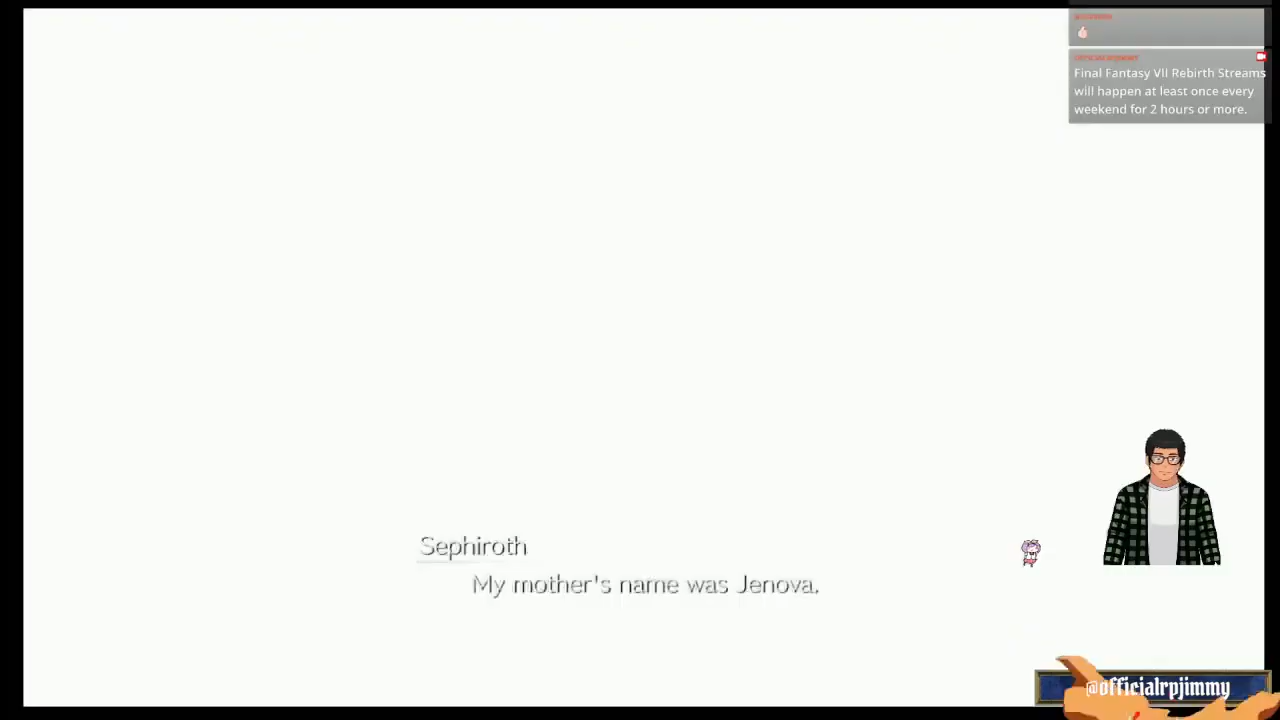 Final Fantasy VII Rebirth Streams
will happen at least once every
weekend for 2 hours or more.
Sephiroth
My mother's name was Jenova.
@officialrpjimmy